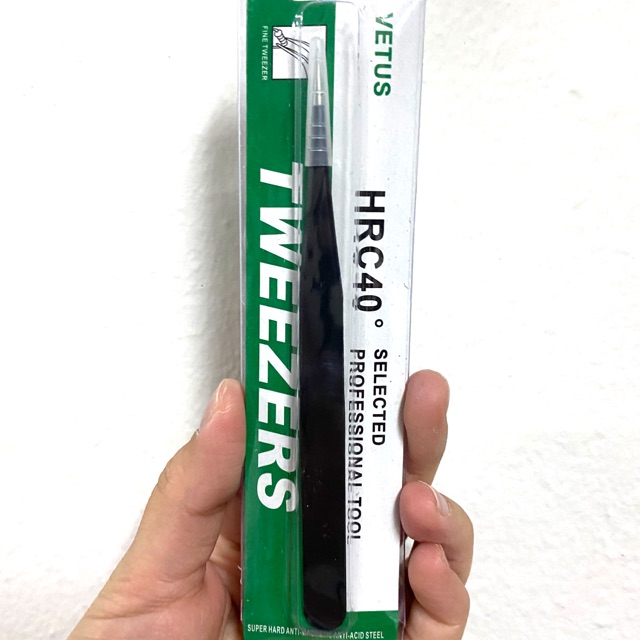 VETUS
HRC40°
SELECTED
PROFESSIONAL TOOL
FINE TWEEZER
TWEEZERS
SUPER HARD ANTI- ANTI-ACID STEEL